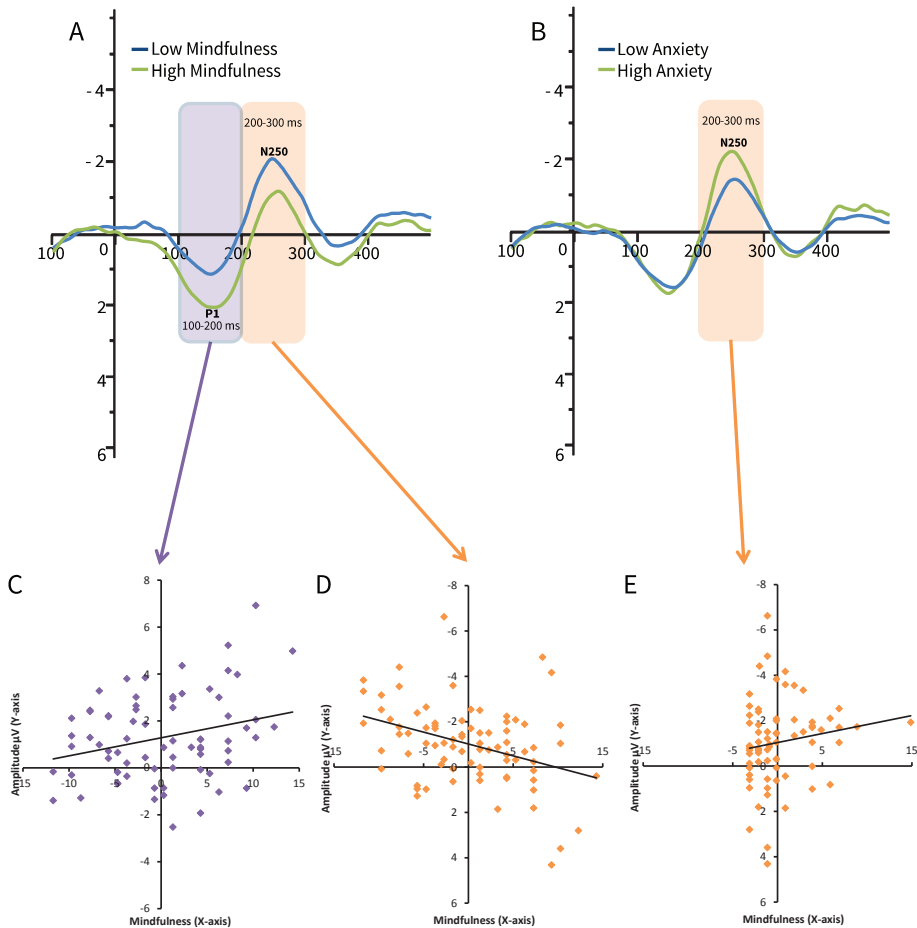 A
Low Mindfulness
High Mindfulness
- 4
- 2
0
2
4
6
100
100
200
300
400
200-300 ms
N250
P1
100-200 ms
B
Low Anxiety
High Anxiety
- 4
- 2
0
2
4
6
100
100
200
300
400
200-300 ms
N250
C
8
6
4
2
0
-2
-4
-6
-15
-10
-5
0
5
10
15
AmplitudeµV (Y-axis
Mindfulness (X-axis)
D
-8
-6
-4
-2
0
2
4
6
-15
-5
5
15
Amplitude µV (Y-axis)
Mindfulness (X-axis)
E
-8
-6
-4
-2
0
2
4
6
-15
-5
5
15
Amplitude µV (Y-axis)
Mindfulness (X-axis)